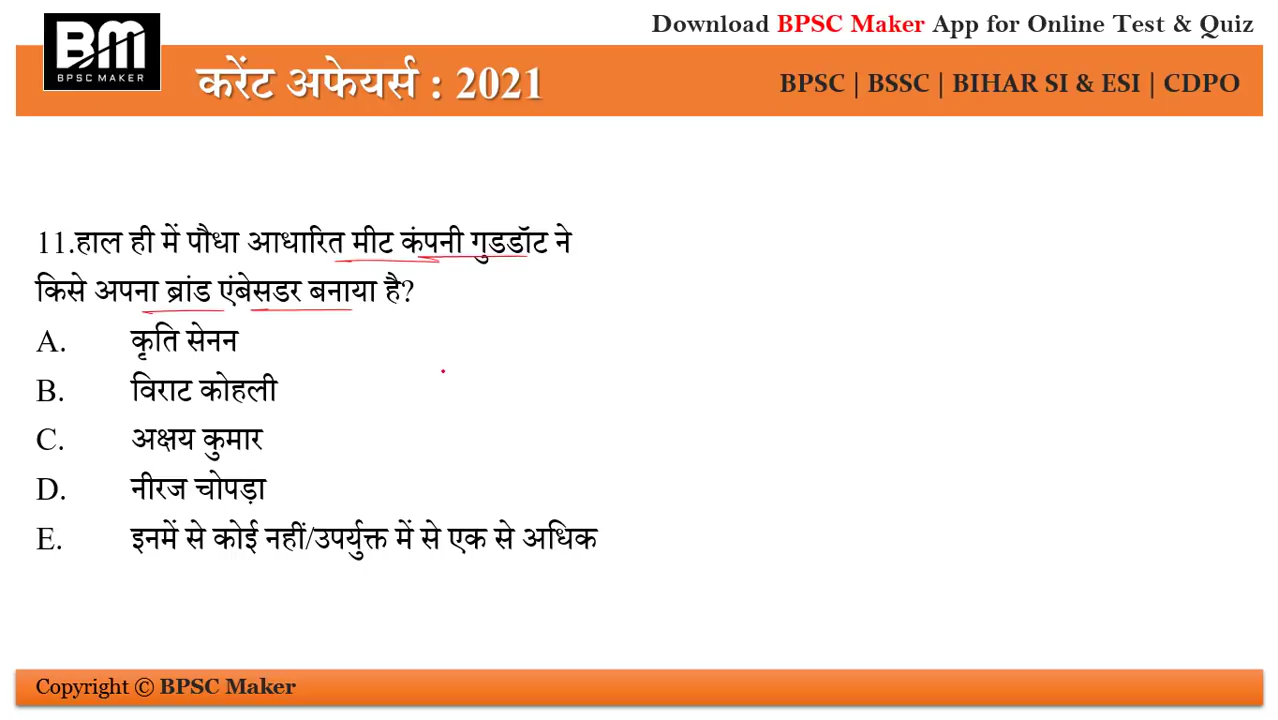 Download BPSC Maker App for Online Test & Quiz
BM
BPSC MAKER
करेंट अफेयर्स : 2021
BPSC | BSSC | BIHAR SI & ESI | CDPO
11.हाल ही में पौधा आधारित मीट कंपनी गुडडॉट ने
किसे अपना ब्रांड एंबेसडर बनाया है?
A. कृति सेनन
B. विराट कोहली
C. अक्षय कुमार
D. नीरज चोपड़ा
E. इनमें से कोई नहीं/उपर्युक्त में से एक से अधिक
Copyright © BPSC Maker